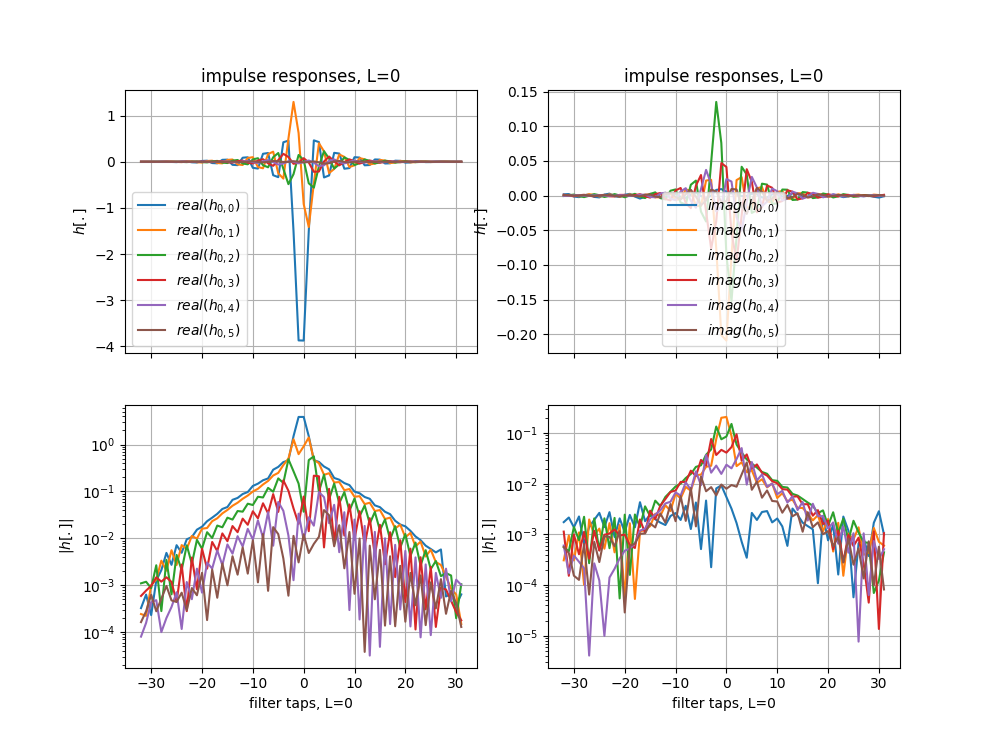 impulse responses, L=0
h[.]
1
0
−1
−2
−3
−4
real(h0,0)
real(h0,1)
real(h0,2)
real(h0,3)
real(h0,4)
real(h0,5)
impulse responses, L=0
h[.]
0.15
0.10
0.05
0.00
−0.05
−0.10
−0.15
−0.20
imag(h0,0)
imag(h0,1)
imag(h0,2)
imag(h0,3)
imag(h0,4)
imag(h0,5)
|h[.]|
10^0
10^−1
10^−2
10^−3
10^−4
−30 −20 −10 0 10 20 30
filter taps, L=0
|h[.]|
10^−1
10^−2
10^−3
10^−4
10^−5
−30 −20 −10 0 10 20 30
filter taps, L=0